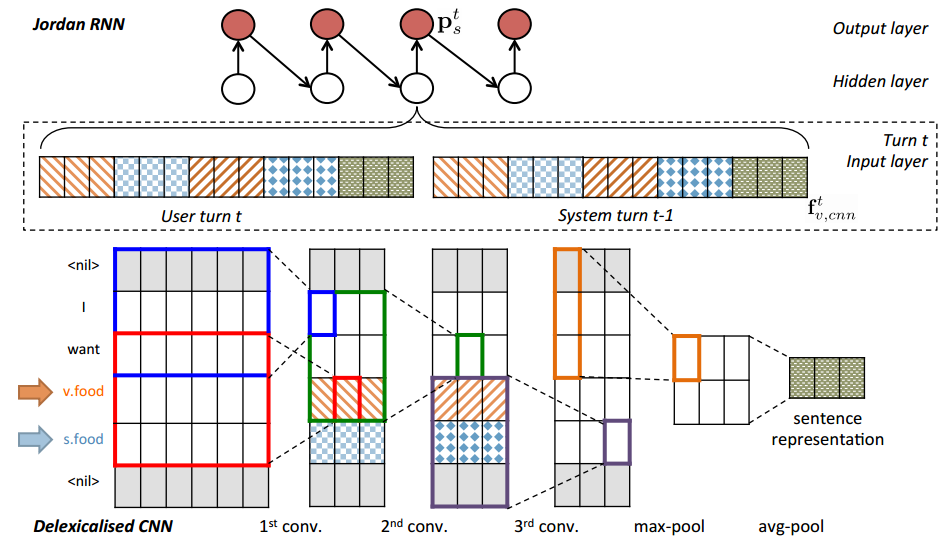 Jordan RNN
p_s^t
Output layer
Hidden layer
Turn t
Input layer
User turn t
System turn t-1
f_{v,cnn}^t
<nil>
I
want
v.food
s.food
<nil>
sentence
representation
Delexicalised CNN
1st conv.
2nd conv.
3rd conv.
max-pool
avg-pool